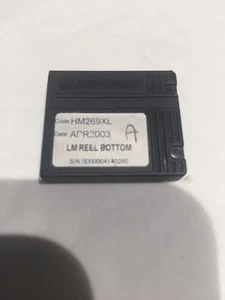 Code: HM269XL
Date: APR2003 A
LM REEL BOTTOM